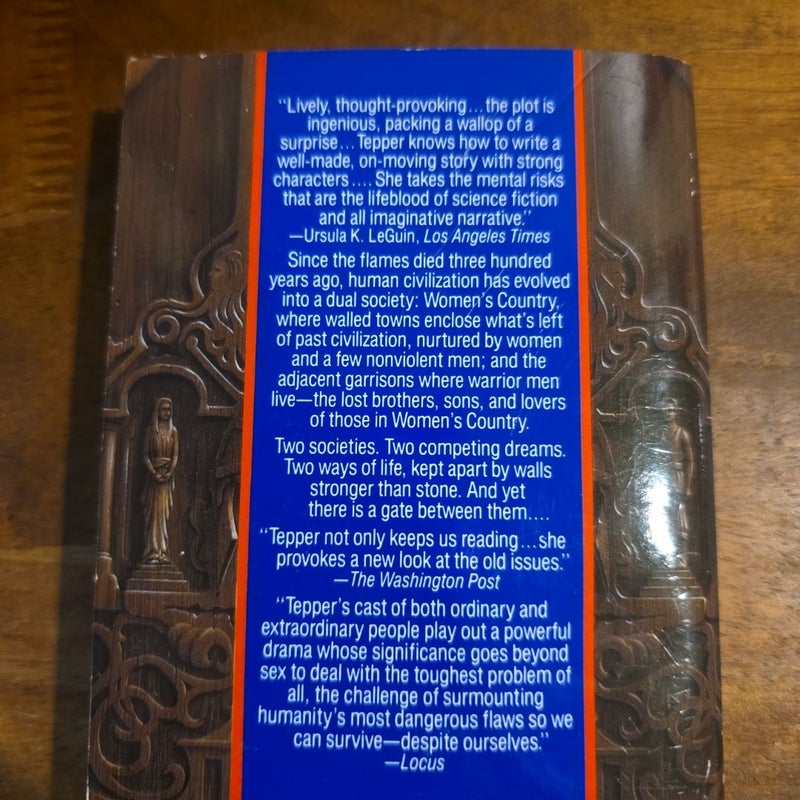 "Lively, thought-provoking...the plot is
ingenious, packing a wallop of a
surprise... Tepper knows how to write a
well-made, on-moving story with strong
characters.... She takes the mental risks
that are the lifeblood of science fiction
and all imaginative narrative."
—Ursula K. LeGuin, Los Angeles Times
Since the flames died three hundred
years ago, human civilization has evolved
into a dual society: Women's Country,
where walled towns enclose what's left
of past civilization, nurtured by women
and a few nonviolent men; and the
adjacent garrisons where warrior men
live—the lost brothers, sons, and lovers
of those in Women's Country.
Two societies. Two competing dreams.
Two ways of life, kept apart by walls
stronger than stone. And yet
there is a gate between them....
"Tepper not only keeps us reading...she
provokes a new look at the old issues."
—The Washington Post
"Tepper's cast of both ordinary and
extraordinary people play out a powerful
drama whose significance goes beyond
sex to deal with the toughest problem of
all, the challenge of surmounting
humanity's most dangerous flaws so we
can survive—despite ourselves."
—Locus